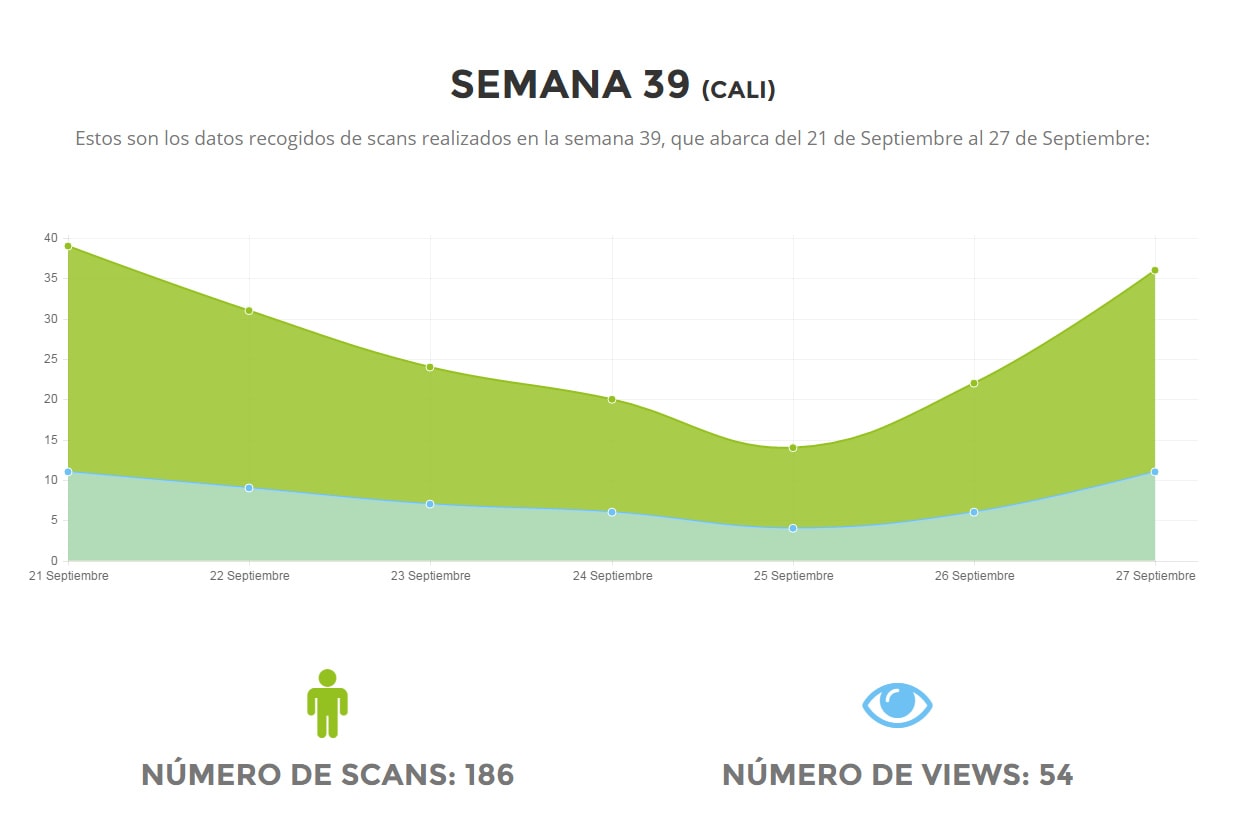 SEMANA 39 (CALI)
Estos son los datos recogidos de scans realizados en la semana 39, que abarca del 21 de Septiembre al 27 de Septiembre:
40
35
30
25
20
15
10
5
0
21 Septiembre 22 Septiembre 23 Septiembre 24 Septiembre 25 Septiembre 26 Septiembre 27 Septiembre
NÚMERO DE SCANS: 186 NÚMERO DE VIEWS: 54